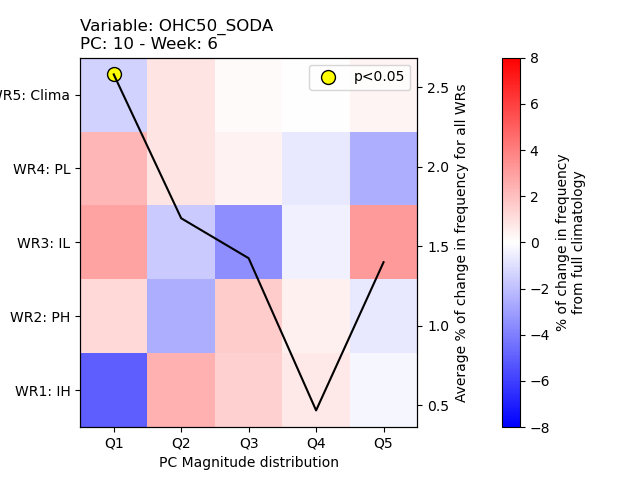 Variable: OHC50_SODA
PC: 10 - Week: 6
p<0.05
WR5: Clima
WR4: PL
WR3: IL
WR2: PH
WR1: IH
Q1 Q2 Q3 Q4 Q5
PC Magnitude distribution
2.5
2.0
1.5
1.0
0.5
Average % of change in frequency for all WRs
8
6
4
2
0
−2
−4
−6
−8
% of change in frequency
from full climatology